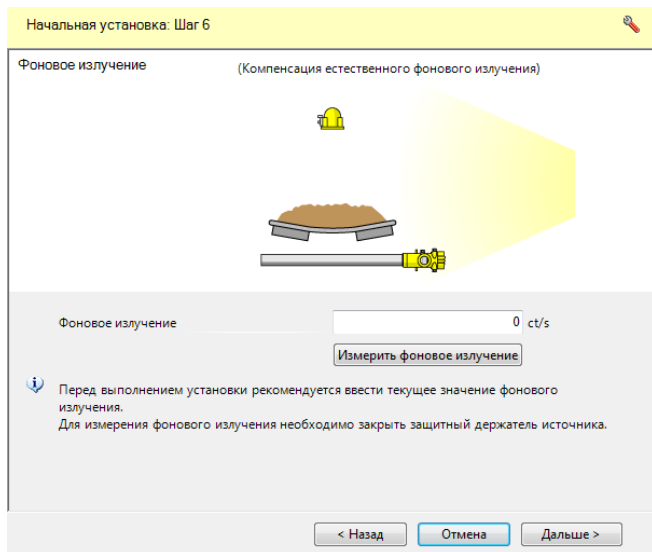 Начальная установка: Шаг 6
Фоновое излучение
(Компенсация естественного фонового излучения)
Фоновое излучение
0 ct/s
Измерить фоновое излучение
Перед выполнением установки рекомендуется ввести текущее значение фонового
излучения.
Для измерения фонового излучения необходимо закрыть защитный держатель источника.
< Назад
Отмена
Дальше >